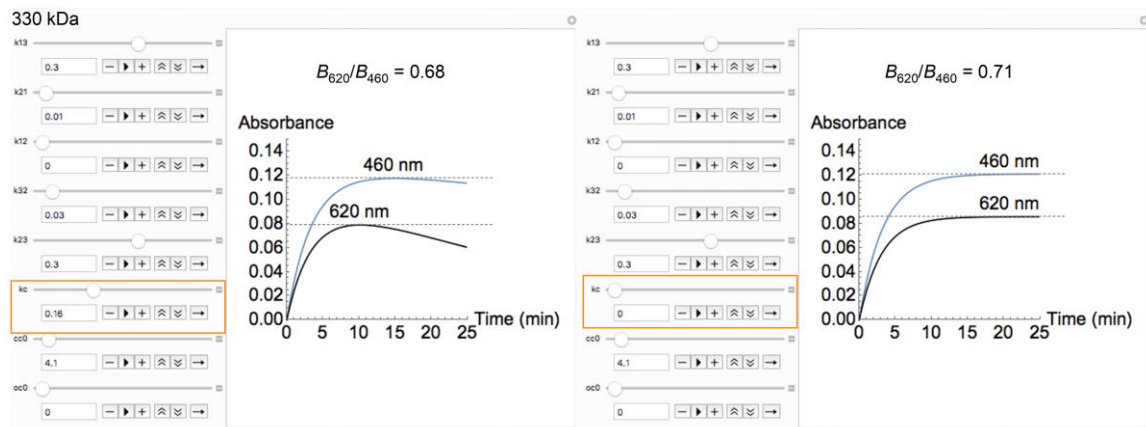 330 kDa
k13
0.3
k21
0.01
k12
0
k32
0.03
k23
0.3
kc
0.16
cc0
4.1
oc0
0
B620/B460 = 0.68
Absorbance
0.14
0.12
0.10
0.08
0.06
0.04
0.02
0.00
460 nm
620 nm
0 5 10 15 20 25
Time (min)
k13
0.3
k21
0.01
k12
0
k32
0.03
k23
0.3
kc
0
cc0
4.1
oc0
0
B620/B460 = 0.71
Absorbance
0.14
0.12
0.10
0.08
0.06
0.04
0.02
0.00
460 nm
620 nm
0 5 10 15 20 25
Time (min)